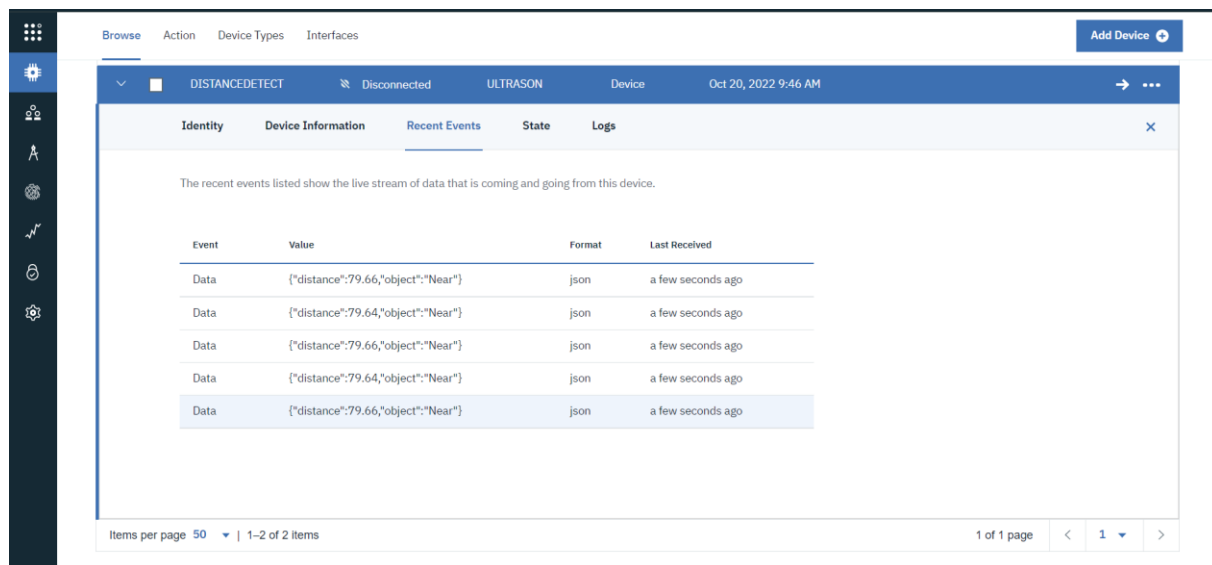 Browse Action Device Types Interfaces Add Device
DISTANCEDETECT Disconnected ULTRASON Device Oct 20, 2022 9:46 AM
Identity Device Information Recent Events State Logs
The recent events listed show the live stream of data that is coming and going from this device.
Event Value Format Last Received
Data {"distance":79.66,"object":"Near"} json a few seconds ago
Data {"distance":79.64,"object":"Near"} json a few seconds ago
Data {"distance":79.66,"object":"Near"} json a few seconds ago
Data {"distance":79.64,"object":"Near"} json a few seconds ago
Data {"distance":79.66,"object":"Near"} json a few seconds ago
Items per page 50 | 1–2 of 2 items 1 of 1 page 1